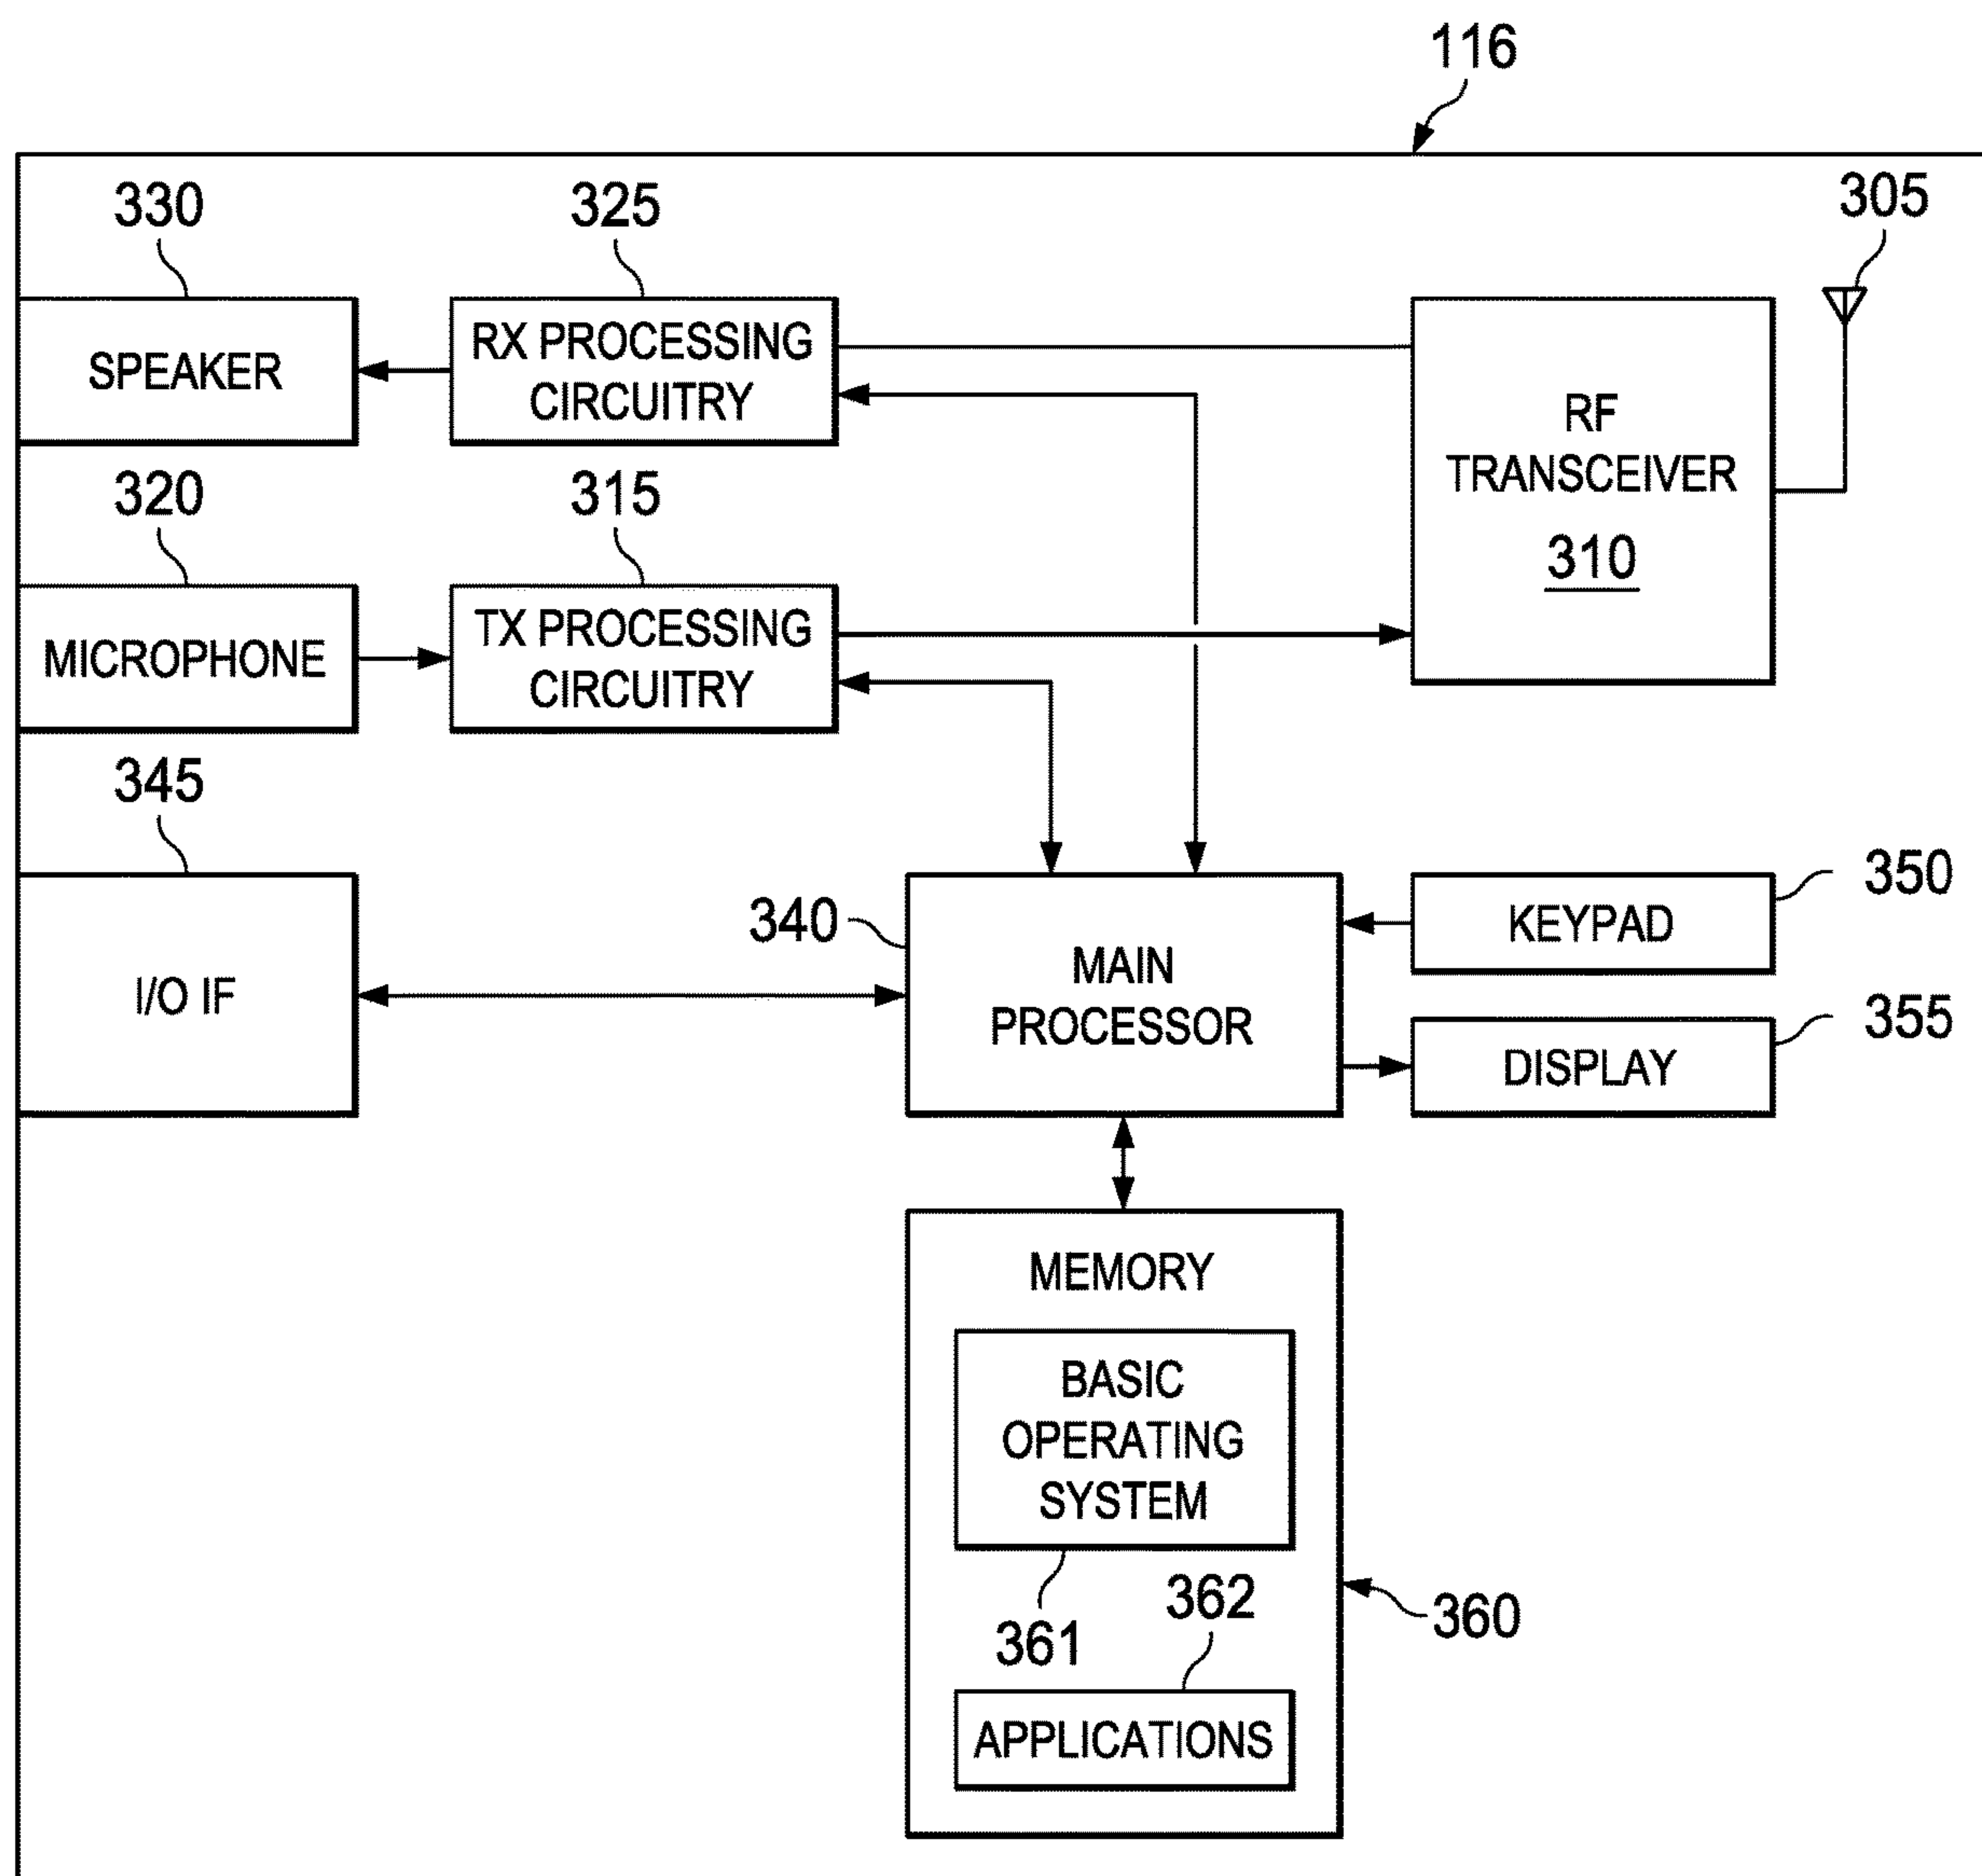 116
330
325
305
SPEAKER
RX PROCESSING
CIRCUITRY
RF
TRANSCEIVER
310
320
315
MICROPHONE
TX PROCESSING
CIRCUITRY
345
I/O IF
340
MAIN
PROCESSOR
350
KEYPAD
355
DISPLAY
MEMORY
BASIC
OPERATING
SYSTEM
361
362
360
APPLICATIONS